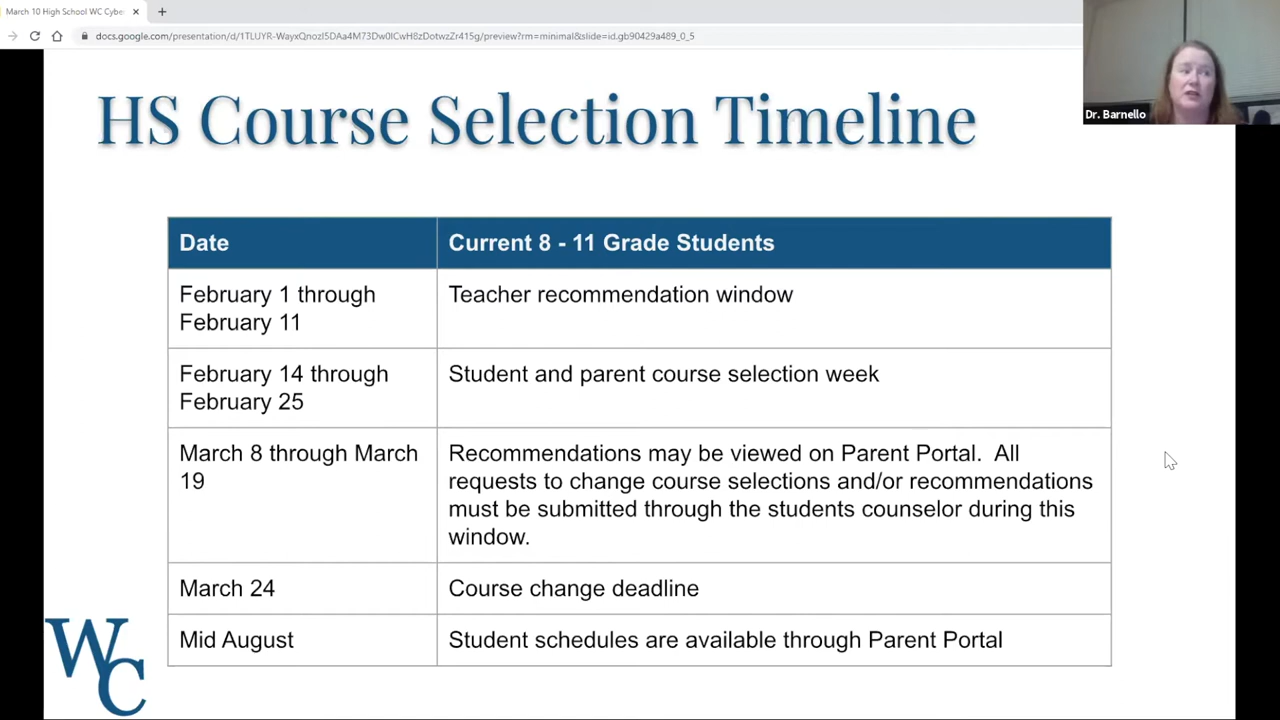 March 10 High School WC Cyber
docs.google.com/presentation/d/1TLUYR-WayxQnozI5DAa4M73Dw0ICwH8zDotwzZr415g/preview?rm=minimal&slide=id.gb90429a489_0_5
Dr. Barnello
HS Course Selection Timeline
Date
Current 8 - 11 Grade Students
February 1 through
February 11
Teacher recommendation window
February 14 through
February 25
Student and parent course selection week
March 8 through March
19
Recommendations may be viewed on Parent Portal.  All
requests to change course selections and/or recommendations
must be submitted through the students counselor during this
window.
March 24
Course change deadline
Mid August
Student schedules are available through Parent Portal
WC